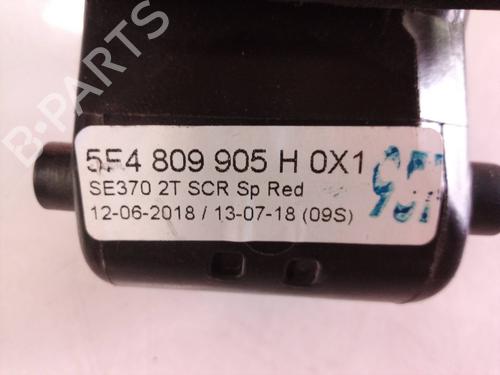 B-PARTS
5F4 809 905 H 0X1
SE370 2T SCR Sp Red
12-06-2018 / 13-07-18 (09S)